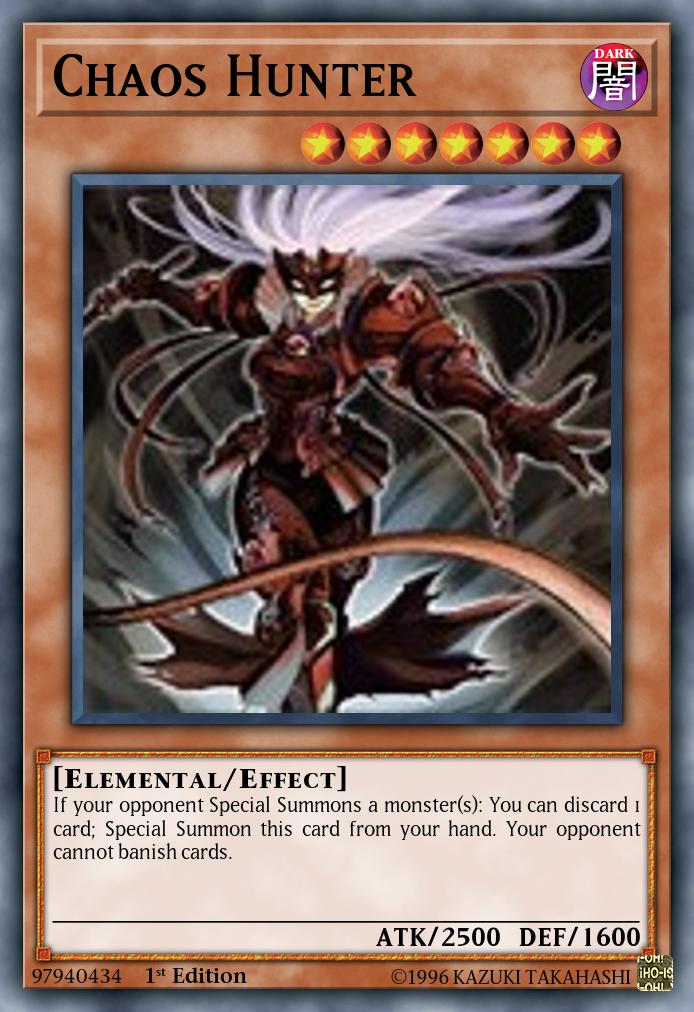 Chaos Hunter
DARK
闇
[Elemental/Effect]
If your opponent Special Summons a monster(s): You can discard 1
card; Special Summon this card from your hand. Your opponent
cannot banish cards.
ATK/2500 DEF/1600
97940434 1st Edition ©1996 KAZUKI TAKAHASHI